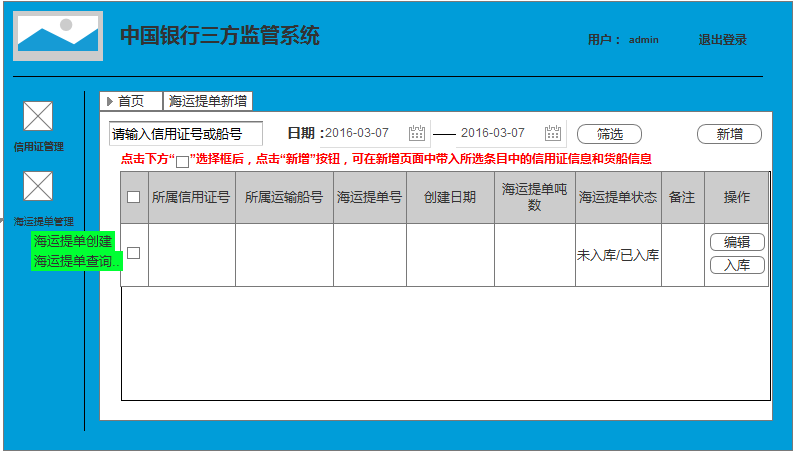 中国银行三方监管系统
用户： admin
退出登录
信用证管理
海运提单管理
海运提单创建
海运提单查询..
首页
海运提单新增
请输入信用证号或船号
日期：2016-03-07 —— 2016-03-07
筛选
新增
点击下方“ ”选择框后，点击“新增”按钮，可在新增页面中带入所选条目中的信用证信息和货船信息
所属信用证号
所属运输船号
海运提单号
创建日期
海运提单吨
数
海运提单状态
备注
操作
未入库/已入库
编辑
入库